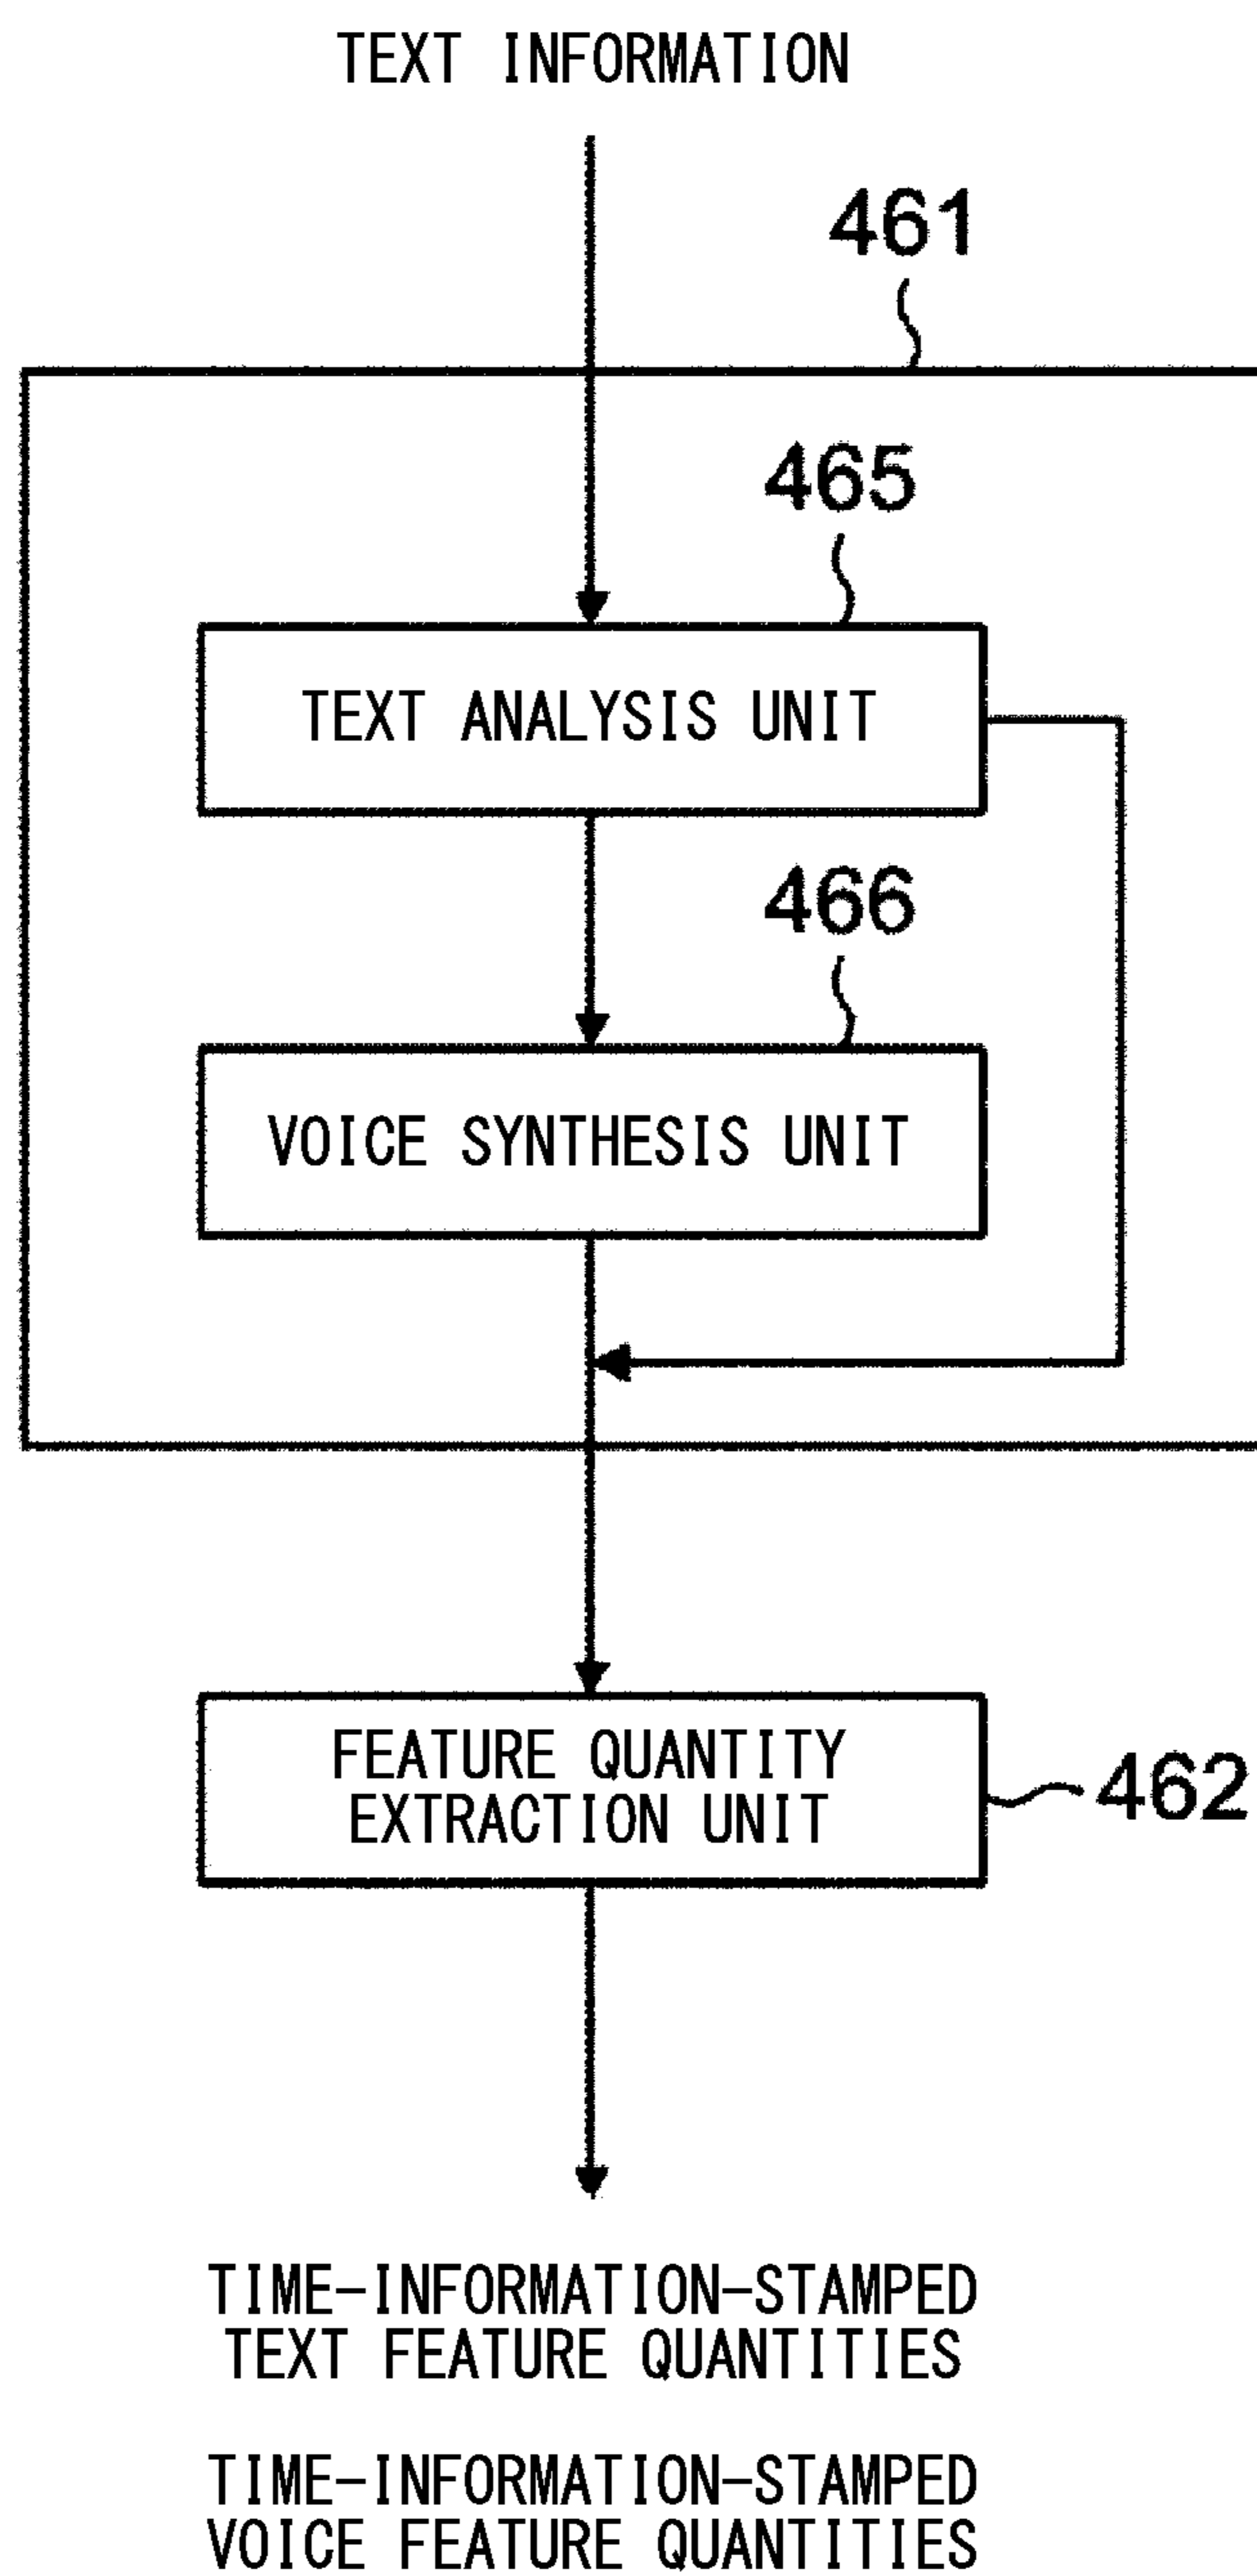 TEXT INFORMATION
461
465
TEXT ANALYSIS UNIT
466
VOICE SYNTHESIS UNIT
FEATURE QUANTITY
EXTRACTION UNIT
462
TIME-INFORMATION-STAMPED
TEXT FEATURE QUANTITIES
TIME-INFORMATION-STAMPED
VOICE FEATURE QUANTITIES